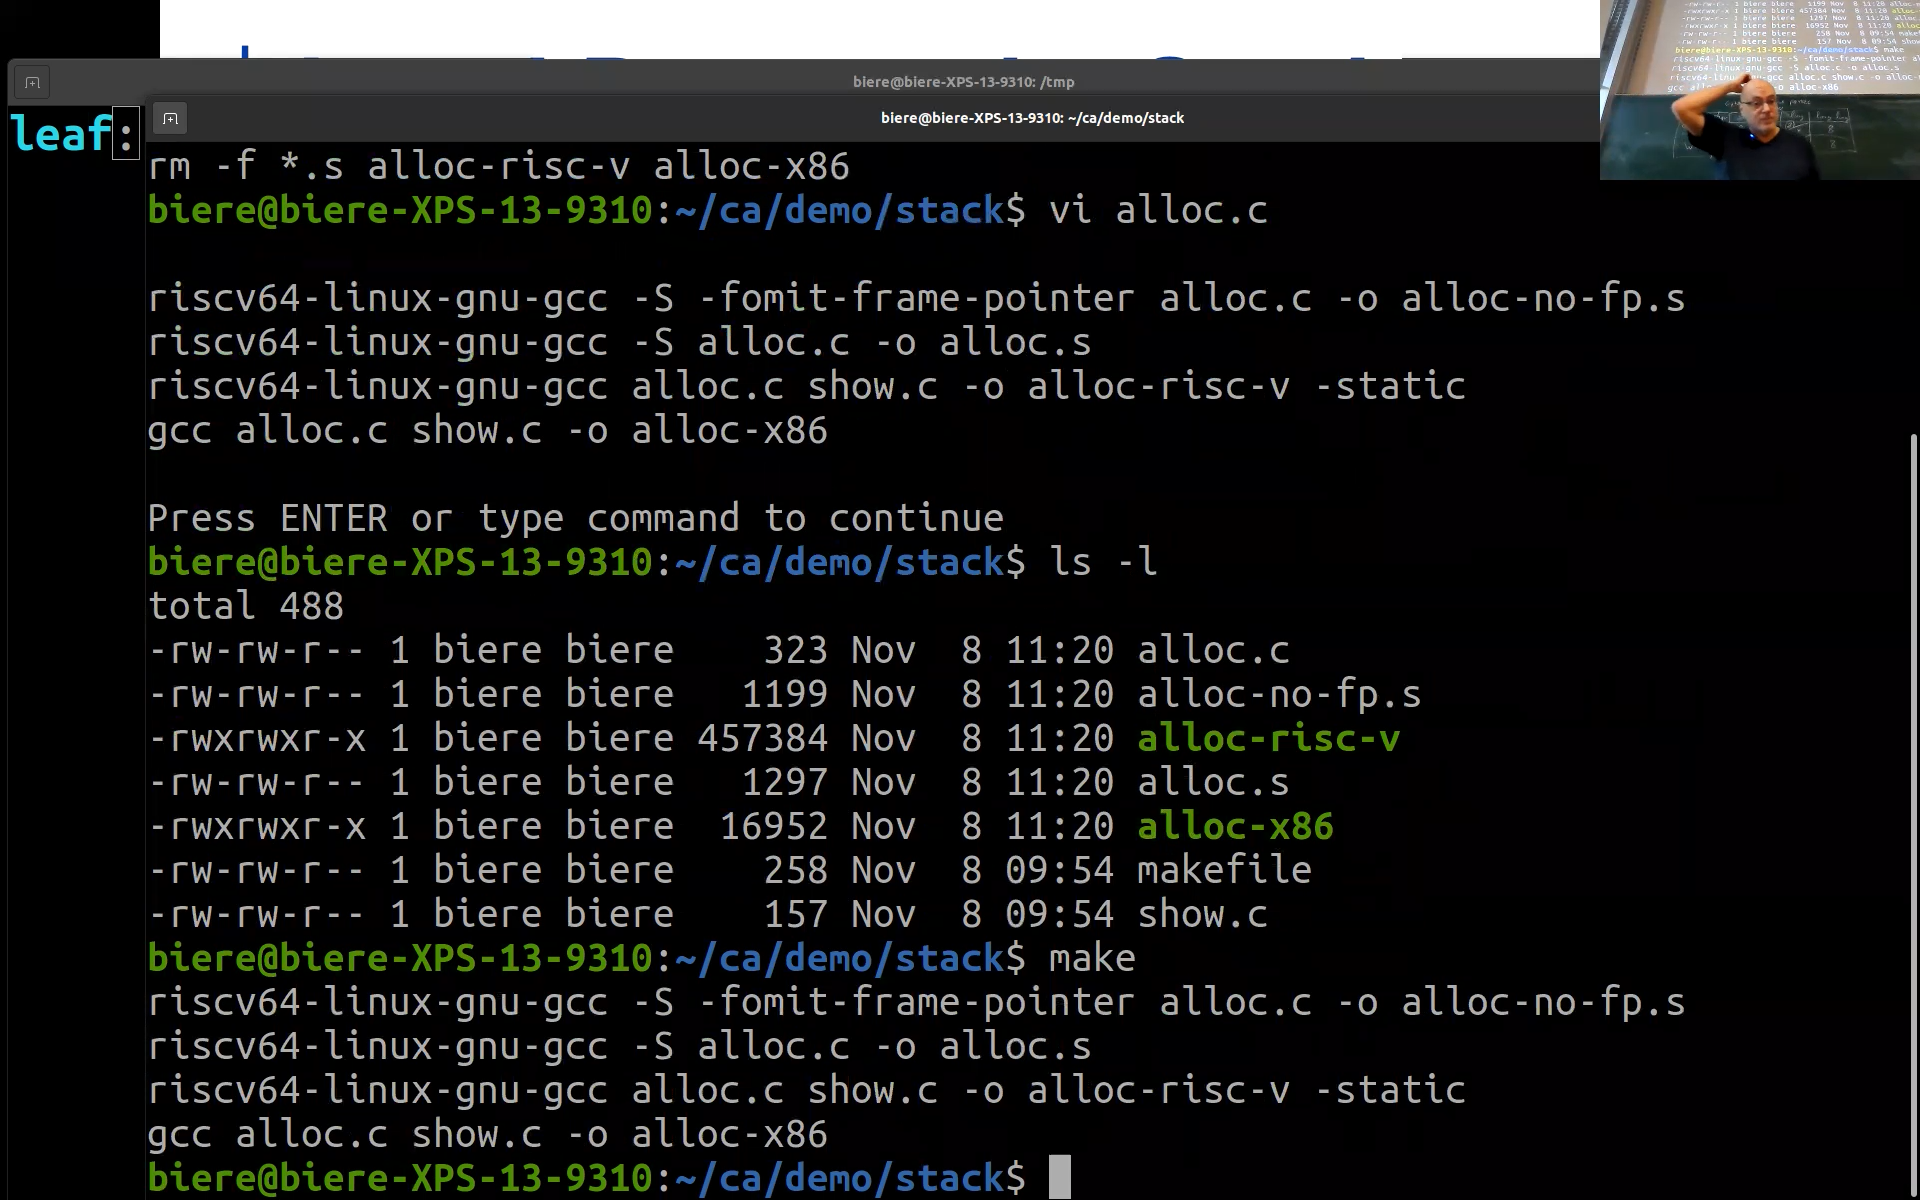 biere@biere-XPS-13-9310: /tmp
biere@biere-XPS-13-9310: ~/ca/demo/stack
leaf:
rm -f *.s alloc-risc-v alloc-x86
biere@biere-XPS-13-9310:~/ca/demo/stack$ vi alloc.c
riscv64-linux-gnu-gcc -S -fomit-frame-pointer alloc.c -o alloc-no-fp.s
riscv64-linux-gnu-gcc -S alloc.c -o alloc.s
riscv64-linux-gnu-gcc alloc.c show.c -o alloc-risc-v -static
gcc alloc.c show.c -o alloc-x86
Press ENTER or type command to continue
biere@biere-XPS-13-9310:~/ca/demo/stack$ ls -l
total 488
-rw-rw-r-- 1 biere biere    323 Nov  8 11:20 alloc.c
-rw-rw-r-- 1 biere biere   1199 Nov  8 11:20 alloc-no-fp.s
-rwxrwxr-x 1 biere biere 457384 Nov  8 11:20 alloc-risc-v
-rw-rw-r-- 1 biere biere   1297 Nov  8 11:20 alloc.s
-rwxrwxr-x 1 biere biere  16952 Nov  8 11:20 alloc-x86
-rw-rw-r-- 1 biere biere    258 Nov  8 09:54 makefile
-rw-rw-r-- 1 biere biere    157 Nov  8 09:54 show.c
biere@biere-XPS-13-9310:~/ca/demo/stack$ make
riscv64-linux-gnu-gcc -S -fomit-frame-pointer alloc.c -o alloc-no-fp.s
riscv64-linux-gnu-gcc -S alloc.c -o alloc.s
riscv64-linux-gnu-gcc alloc.c show.c -o alloc-risc-v -static
gcc alloc.c show.c -o alloc-x86
biere@biere-XPS-13-9310:~/ca/demo/stack$